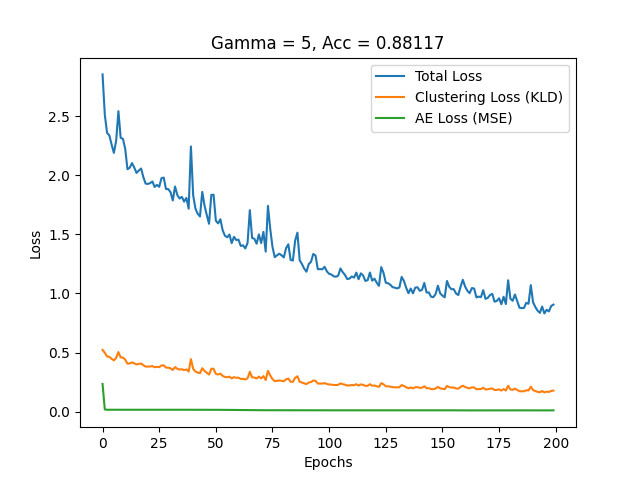 Gamma = 5, Acc = 0.88117
Total Loss
Clustering Loss (KLD)
AE Loss (MSE)
Loss
2.5
2.0
1.5
1.0
0.5
0.0
0 25 50 75 100 125 150 175 200
Epochs